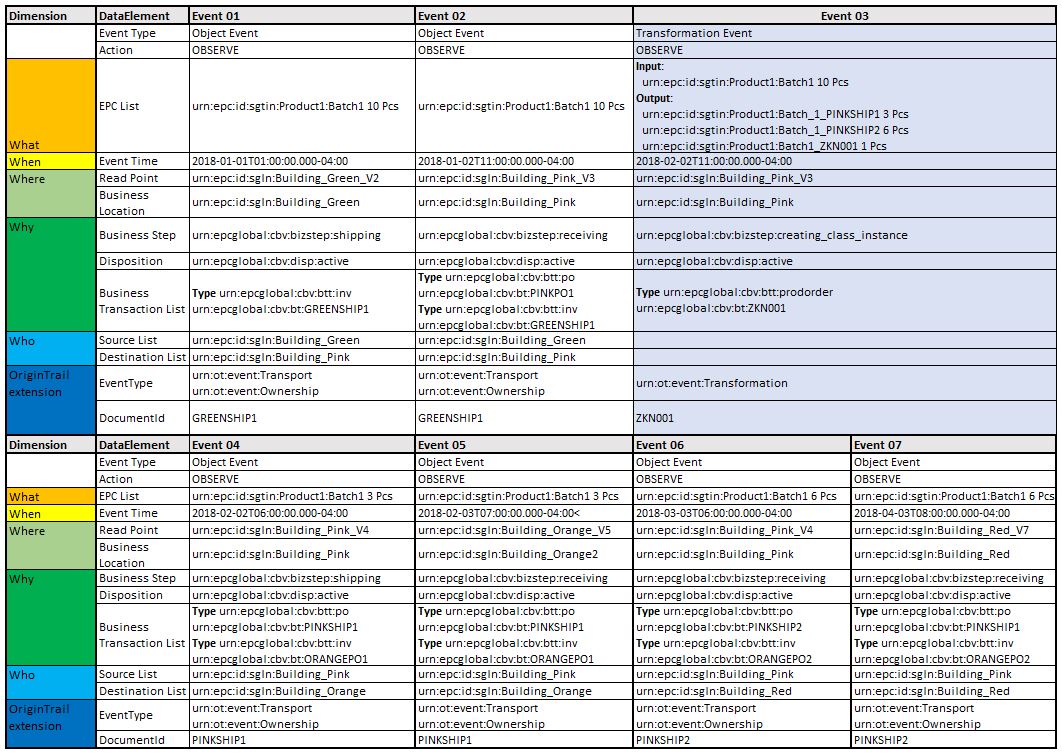 Dimension DataElement Event 01 Event 02 Event 03
Event Type Object Event Object Event Transformation Event
Action OBSERVE OBSERVE OBSERVE
What EPC List urn:epc:id:sgtin:Product1:Batch1 10 Pcs urn:epc:id:sgtin:Product1:Batch1 10 Pcs Input:
urn:epc:id:sgtin:Product1:Batch1 10 Pcs
Output:
urn:epc:id:sgtin:Product1:Batch_1_PINKSHIP1 3 Pcs
urn:epc:id:sgtin:Product1:Batch_1_PINKSHIP2 6 Pcs
urn:epc:id:sgtin:Product1:Batch1_ZKN001 1 Pcs
When Event Time 2018-01-01T01:00:00.000-04:00 2018-01-02T11:00:00.000-04:00 2018-02-02T11:00:00.000-04:00
Where Read Point urn:epc:id:sgln:Building_Green_V2 urn:epc:id:sgln:Building_Pink_V3 urn:epc:id:sgln:Building_Pink_V3
Business
Location urn:epc:id:sgln:Building_Green urn:epc:id:sgln:Building_Pink urn:epc:id:sgln:Building_Pink
Why Business Step urn:epcglobal:cbv:bizstep:shipping urn:epcglobal:cbv:bizstep:receiving urn:epcglobal:cbv:bizstep:creating_class_instance
Disposition urn:epcglobal:cbv:disp:active urn:epcglobal:cbv:disp:active urn:epcglobal:cbv:disp:active
Business
Transaction List Type urn:epcglobal:cbv:btt:inv
urn:epcglobal:cbv:bt:GREENSHIP1 Type urn:epcglobal:cbv:btt:po
urn:epcglobal:cbv:bt:PINKPO1
Type urn:epcglobal:cbv:btt:inv
urn:epcglobal:cbv:bt:GREENSHIP1 Type urn:epcglobal:cbv:btt:prodorder
urn:epcglobal:cbv:bt:ZKN001
Who Source List urn:epc:id:sgln:Building_Green urn:epc:id:sgln:Building_Green
Destination List urn:epc:id:sgln:Building_Pink urn:epc:id:sgln:Building_Pink
OriginTrail
extension EventType urn:ot:event:Transport
urn:ot:event:Ownership urn:ot:event:Transport
urn:ot:event:Ownership urn:ot:event:Transformation
DocumentId GREENSHIP1 GREENSHIP1 ZKN001
Dimension DataElement Event 04 Event 05 Event 06 Event 07
Event Type Object Event Object Event Object Event Object Event
Action OBSERVE OBSERVE OBSERVE OBSERVE
What EPC List urn:epc:id:sgtin:Product1:Batch1 3 Pcs urn:epc:id:sgtin:Product1:Batch1 3 Pcs urn:epc:id:sgtin:Product1:Batch1 6 Pcs urn:epc:id:sgtin:Product1:Batch1 6 Pcs
When Event Time 2018-02-02T06:00:00.000-04:00 2018-02-03T07:00:00.000-04:00< 2018-03-03T06:00:00.000-04:00 2018-04-03T08:00:00.000-04:00
Where Read Point urn:epc:id:sgln:Building_Pink_V4 urn:epc:id:sgln:Building_Orange_V5 urn:epc:id:sgln:Building_Pink_V4 urn:epc:id:sgln:Building_Red_V7
Business
Location urn:epc:id:sgln:Building_Pink urn:epc:id:sgln:Building_Orange2 urn:epc:id:sgln:Building_Pink urn:epc:id:sgln:Building_Red
Why Business Step urn:epcglobal:cbv:bizstep:shipping urn:epcglobal:cbv:bizstep:receiving urn:epcglobal:cbv:bizstep:receiving urn:epcglobal:cbv:bizstep:receiving
Disposition urn:epcglobal:cbv:disp:active urn:epcglobal:cbv:disp:active urn:epcglobal:cbv:disp:active urn:epcglobal:cbv:disp:active
Business
Transaction List Type urn:epcglobal:cbv:btt:po
urn:epcglobal:cbv:bt:PINKSHIP1
Type urn:epcglobal:cbv:btt:inv
urn:epcglobal:cbv:bt:ORANGEPO1 Type urn:epcglobal:cbv:btt:po
urn:epcglobal:cbv:bt:PINKSHIP1
Type urn:epcglobal:cbv:btt:inv
urn:epcglobal:cbv:bt:ORANGEPO1 Type urn:epcglobal:cbv:btt:po
urn:epcglobal:cbv:bt:PINKSHIP2
Type urn:epcglobal:cbv:btt:inv
urn:epcglobal:cbv:bt:ORANGEPO2 Type urn:epcglobal:cbv:btt:po
urn:epcglobal:cbv:bt:PINKSHIP1
Type urn:epcglobal:cbv:btt:inv
urn:epcglobal:cbv:bt:ORANGEPO2
Who Source List urn:epc:id:sgln:Building_Pink urn:epc:id:sgln:Building_Pink urn:epc:id:sgln:Building_Pink urn:epc:id:sgln:Building_Pink
Destination List urn:epc:id:sgln:Building_Orange urn:epc:id:sgln:Building_Orange urn:epc:id:sgln:Building_Red urn:epc:id:sgln:Building_Red
OriginTrail
extension EventType urn:ot:event:Transport
urn:ot:event:Ownership urn:ot:event:Transport
urn:ot:event:Ownership urn:ot:event:Transport
urn:ot:event:Ownership urn:ot:event:Transport
urn:ot:event:Ownership
DocumentId PINKSHIP1 PINKSHIP1 PINKSHIP2 PINKSHIP2